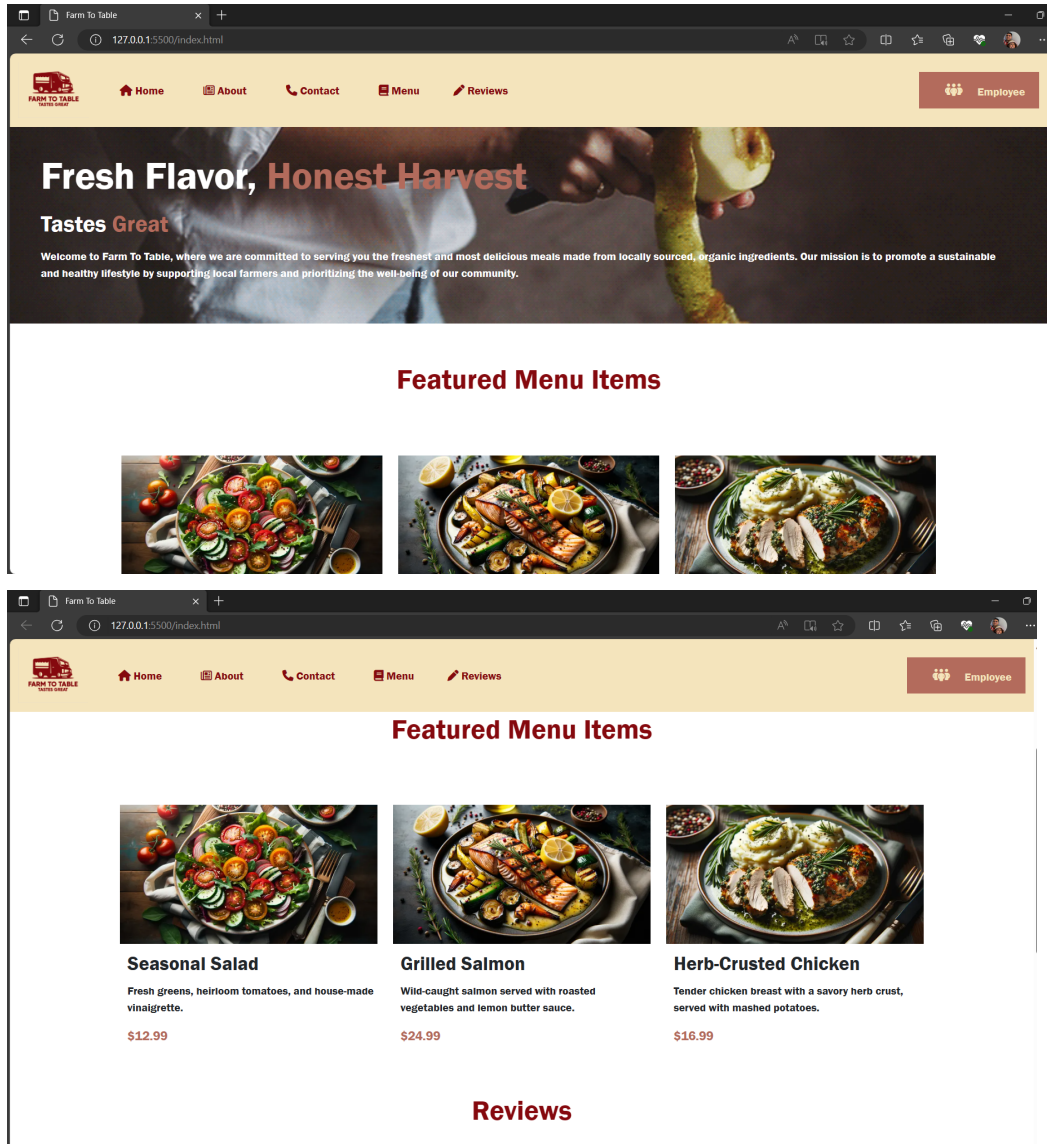 Farm To Table
127.0.0.1:5500/index.html
FARM TO TABLE
TASTES GREAT
Home
About
Contact
Menu
Reviews
Employee
Fresh Flavor, Honest Harvest
Tastes Great
Welcome to Farm To Table, where we are committed to serving you the freshest and most delicious meals made from locally sourced, organic ingredients. Our mission is to promote a sustainable
and healthy lifestyle by supporting local farmers and prioritizing the well-being of our community.
Featured Menu Items
Farm To Table
127.0.0.1:5500/index.html
FARM TO TABLE
TASTES GREAT
Home
About
Contact
Menu
Reviews
Employee
Featured Menu Items
Seasonal Salad
Fresh greens, heirloom tomatoes, and house-made
vinaigrette.
$12.99
Grilled Salmon
Wild-caught salmon served with roasted
vegetables and lemon butter sauce.
$24.99
Herb-Crusted Chicken
Tender chicken breast with a savory herb crust,
served with mashed potatoes.
$16.99
Reviews